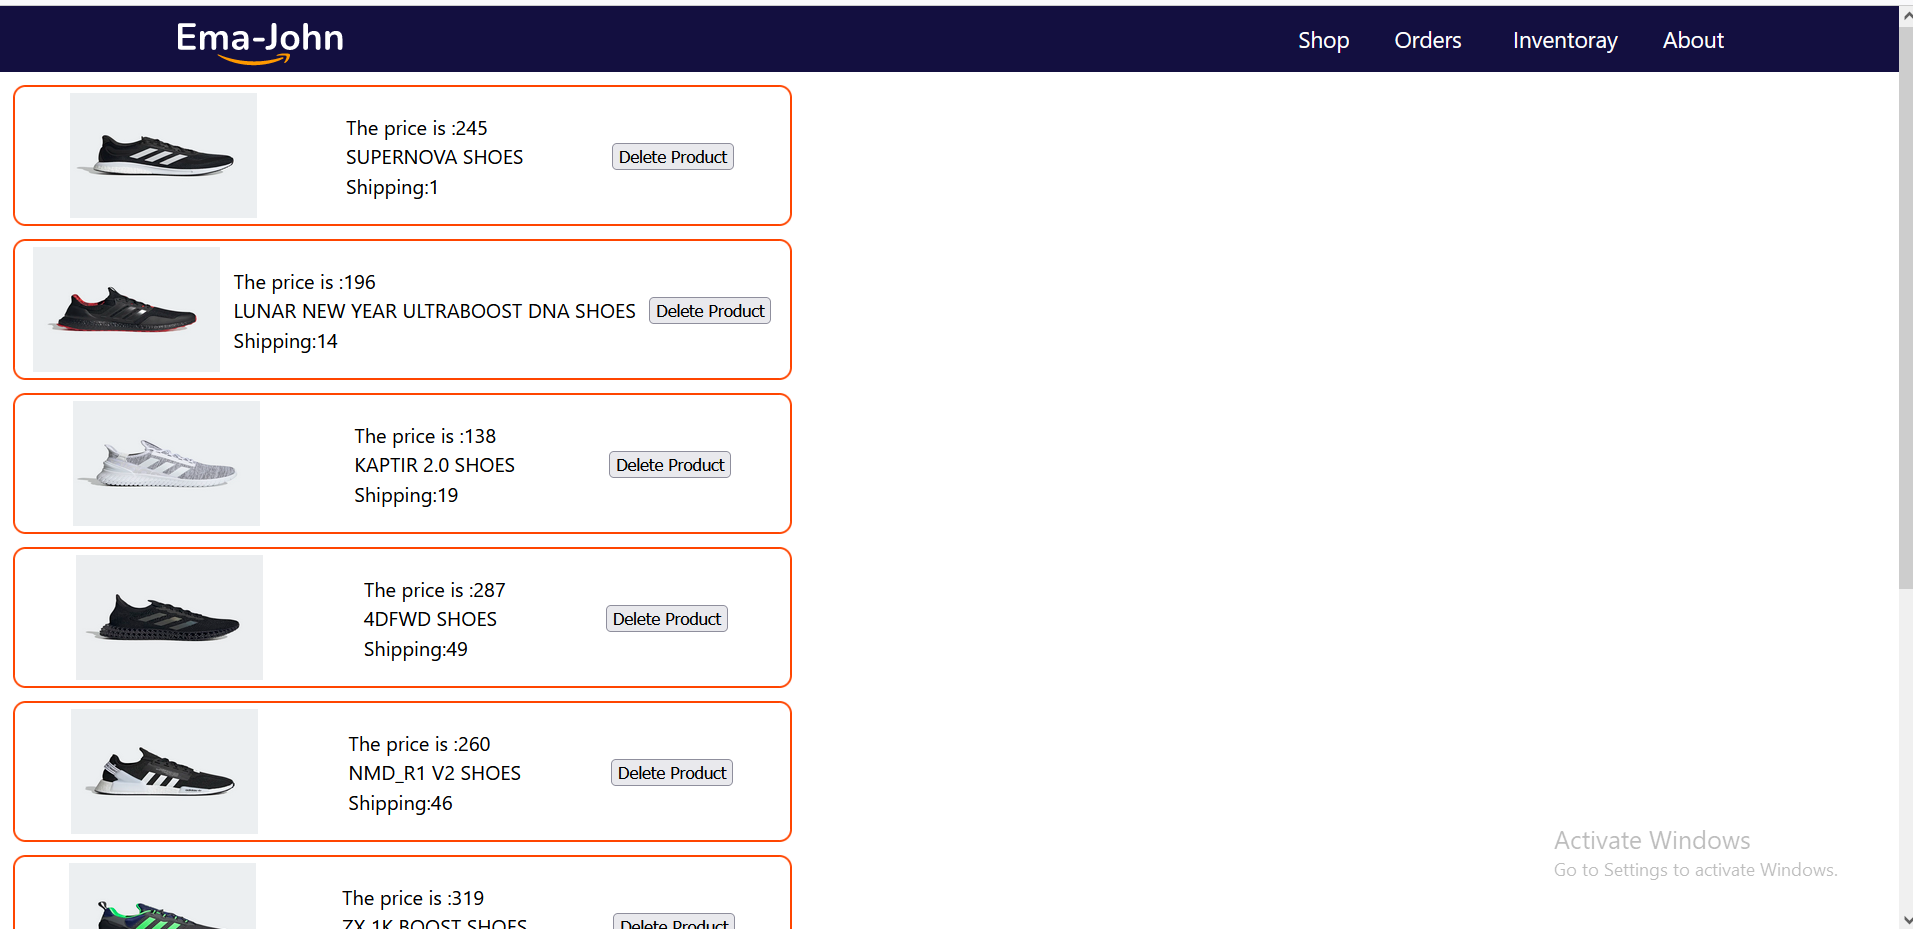 Ema-John
Shop Orders Inventoray About
The price is :245
SUPERNOVA SHOES
Shipping:1
Delete Product
The price is :196
LUNAR NEW YEAR ULTRABOOST DNA SHOES
Shipping:14
Delete Product
The price is :138
KAPTIR 2.0 SHOES
Shipping:19
Delete Product
The price is :287
4DFWD SHOES
Shipping:49
Delete Product
The price is :260
NMD_R1 V2 SHOES
Shipping:46
Delete Product
The price is :319
ZX 1K BOOST SHOES
Delete Product
Activate Windows
Go to Settings to activate Windows.